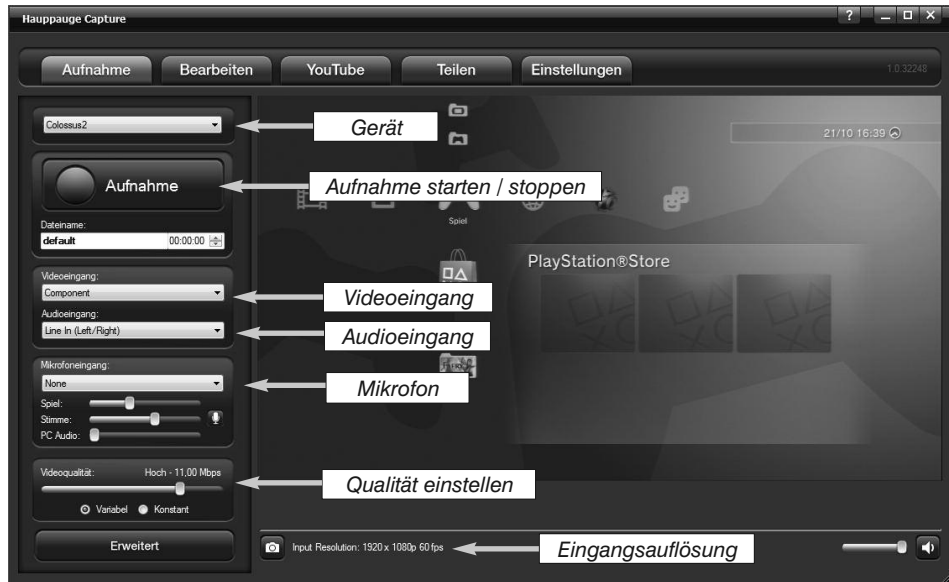 Hauppauge Capture
?
Aufnahme
Bearbeiten
YouTube
Teilen
Einstellungen
1.0.32248
Colossus2
Gerät
21/10 16:39
Aufnahme
Aufnahme starten / stoppen
Spiel
Dateiname:
default
00:00:00
PlayStation®Store
Videoeingang:
Component
Videoeingang
Audioeingang:
Line In (Left/Right)
Audioeingang
Mikrofoneingang:
None
Mikrofon
Spiel:
Stimme:
PC Audio:
Videoqualität:
Hoch - 11,00 Mbps
Qualität einstellen
Variabel
Konstant
Erweitert
Input Resolution: 1920 x 1080p 60 fps
Eingangsauflösung